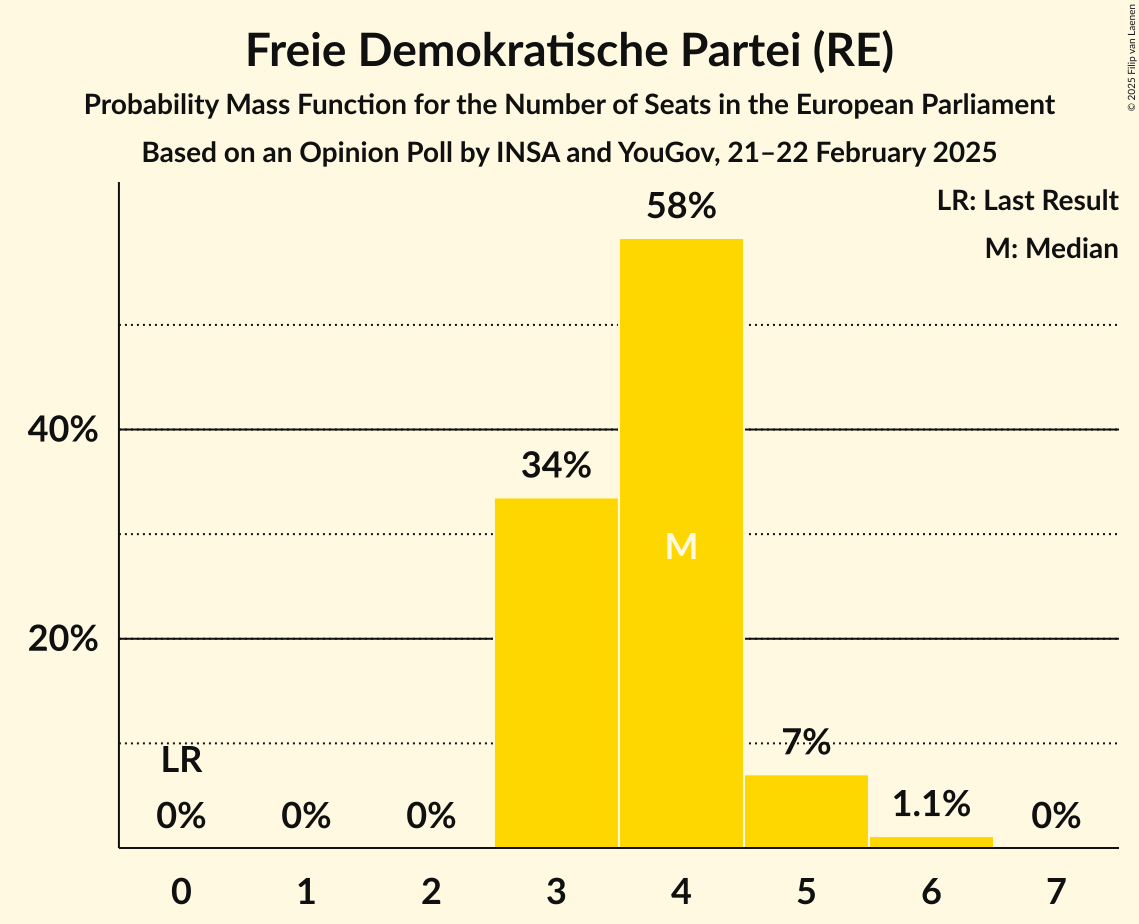 Freie Demokratische Partei (RE)
Probability Mass Function for the Number of Seats in the European Parliament
Based on an Opinion Poll by INSA and YouGov, 21–22 February 2025
© 2025 Filip van Laenen
LR: Last Result
M: Median
58%
40%
34%
M
20%
7%
LR
1.1%
0% 0% 0% 0%
0 1 2 3 4 5 6 7